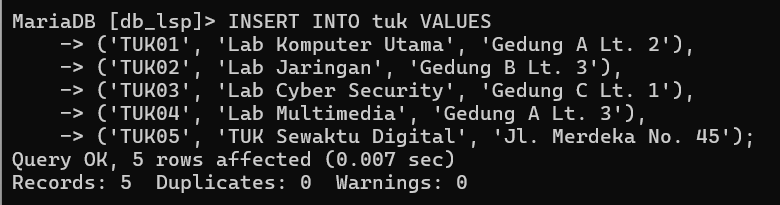 MariaDB [db_lsp]> INSERT INTO tuk VALUES
    -> ('TUK01', 'Lab Komputer Utama', 'Gedung A Lt. 2'),
    -> ('TUK02', 'Lab Jaringan', 'Gedung B Lt. 3'),
    -> ('TUK03', 'Lab Cyber Security', 'Gedung C Lt. 1'),
    -> ('TUK04', 'Lab Multimedia', 'Gedung A Lt. 3'),
    -> ('TUK05', 'TUK Sewaktu Digital', 'Jl. Merdeka No. 45');
Query OK, 5 rows affected (0.007 sec)
Records: 5  Duplicates: 0  Warnings: 0